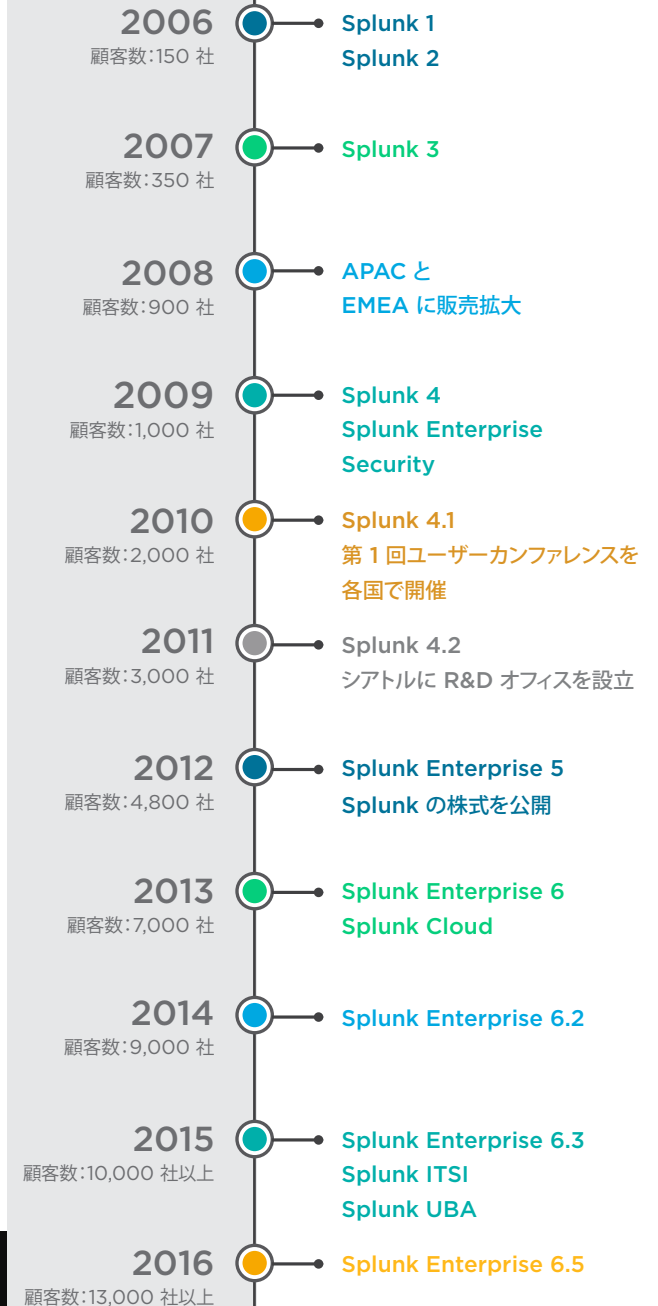 2006
顧客数：150 社
Splunk 1
Splunk 2
2007
顧客数：350 社
Splunk 3
2008
顧客数：900 社
APAC と
EMEA に販売拡大
2009
顧客数：1,000 社
Splunk 4
Splunk Enterprise
Security
2010
顧客数：2,000 社
Splunk 4.1
第 1 回ユーザーカンファレンスを
各国で開催
2011
顧客数：3,000 社
Splunk 4.2
シアトルに R&D オフィスを設立
2012
顧客数：4,800 社
Splunk Enterprise 5
Splunk の株式を公開
2013
顧客数：7,000 社
Splunk Enterprise 6
Splunk Cloud
2014
顧客数：9,000 社
Splunk Enterprise 6.2
2015
顧客数：10,000 社以上
Splunk Enterprise 6.3
Splunk ITSI
Splunk UBA
2016
顧客数：13,000 社以上
Splunk Enterprise 6.5